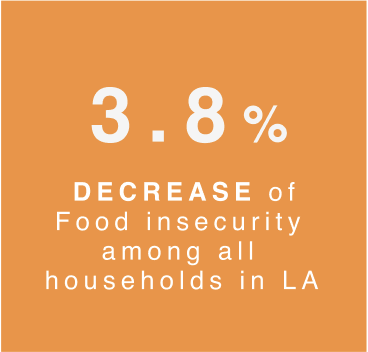 3.8%
DECREASE of
Food insecurity
among all
households in LA